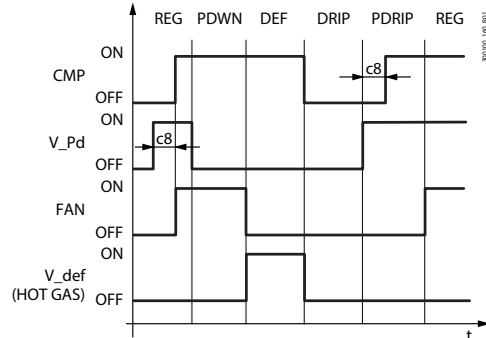 REG PDWN DEF DRIP PDRIP REG
ON
CMP
c8
OFF
ON
V_Pd
c8
OFF
ON
FAN
OFF
ON
V_def
(HOT GAS) OFF
t